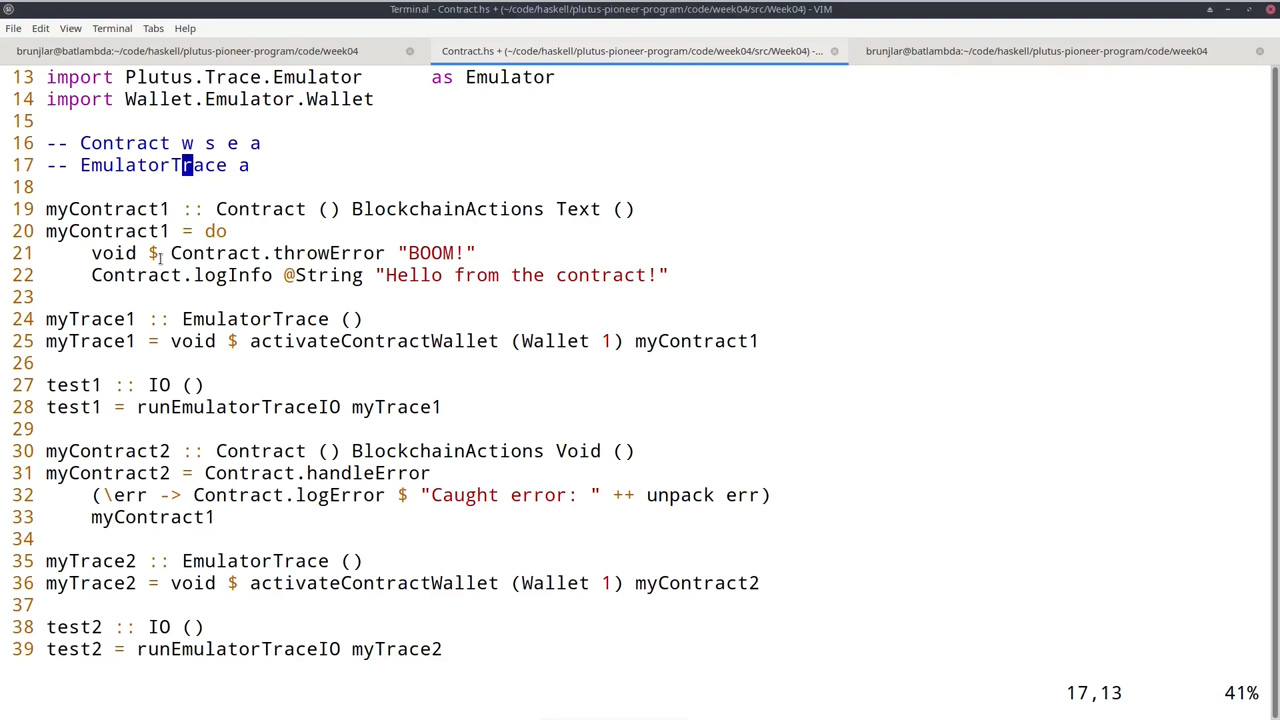 Terminal - Contract.hs + (~/code/haskell/plutus-pioneer-program/code/week04/src/Week04) - VIM
File Edit View Terminal Tabs Help
brunjlar@batlambda:~/code/haskell/plutus-pioneer-program/code/week04 Contract.hs + (~/code/haskell/plutus-pioneer-program/code/week04/src/Week04) -... brunjlar@batlambda:~/code/haskell/plutus-pioneer-program/code/week04
13 import Plutus.Trace.Emulator      as Emulator
14 import Wallet.Emulator.Wallet
15
16 -- Contract w s e a
17 -- EmulatorTrace a
18
19 myContract1 :: Contract () BlockchainActions Text ()
20 myContract1 = do
21     void $ Contract.throwError "BOOM!"
22     Contract.logInfo @String "Hello from the contract!"
23
24 myTrace1 :: EmulatorTrace ()
25 myTrace1 = void $ activateContractWallet (Wallet 1) myContract1
26
27 test1 :: IO ()
28 test1 = runEmulatorTraceIO myTrace1
29
30 myContract2 :: Contract () BlockchainActions Void ()
31 myContract2 = Contract.handleError
32     (\err -> Contract.logError $ "Caught error: " ++ unpack err)
33     myContract1
34
35 myTrace2 :: EmulatorTrace ()
36 myTrace2 = void $ activateContractWallet (Wallet 1) myContract2
37
38 test2 :: IO ()
39 test2 = runEmulatorTraceIO myTrace2
17,13 41%